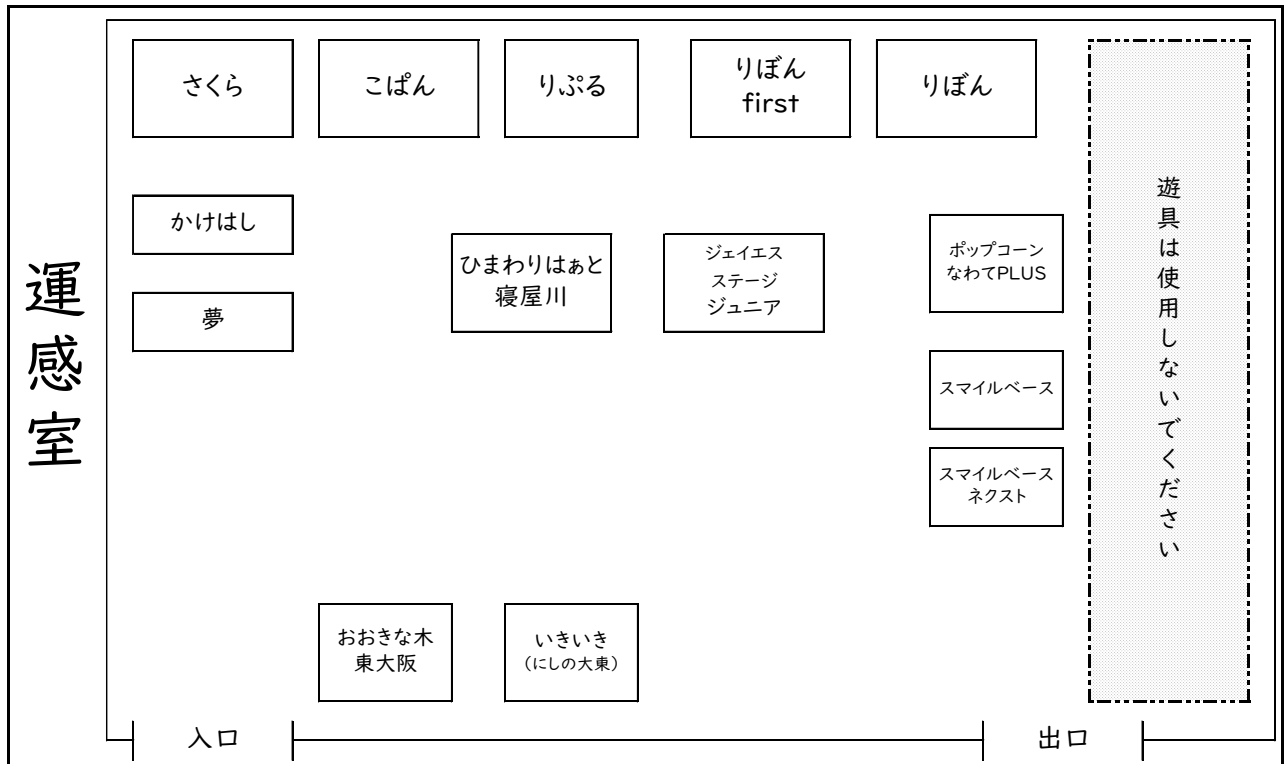 運感室
さくら
こぱん
りぷる
りぼん
first
りぼん
かけはし
夢
ひまわりはぁと
寝屋川
ジェイエス
ステージ
ジュニア
ポップコーン
なわてPLUS
スマイルベース
スマイルベース
ネクスト
遊具は使用しないでください
おおきな木
東大阪
いきいき
(にしの大東)
入口
出口